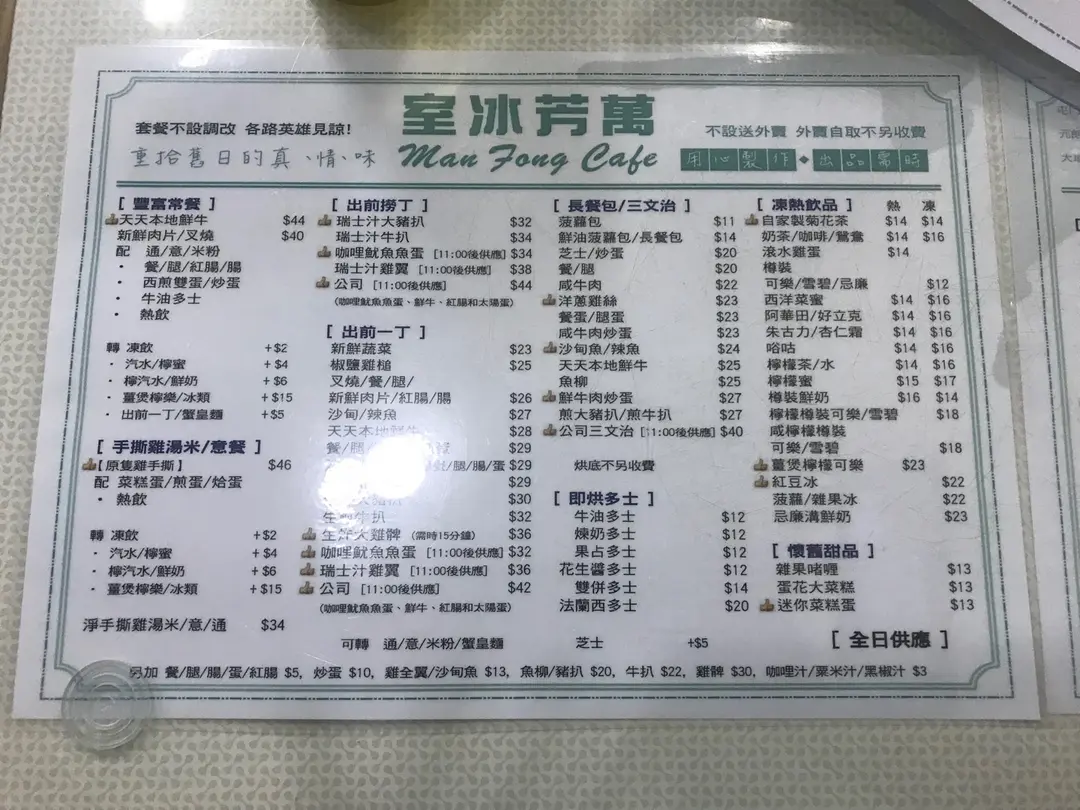 套餐不設調改 各路英雄見諒!
重拾舊日的真、情、味
室冰芳萬
Man Fong Cafe
不設送外賣 外賣自取不另收費
用心製作◆出品需時
[ 豐富常餐 ]
天天本地鮮牛 $44
新鮮肉片/叉燒 $40
配 通/意/米粉
· 餐/腿/紅腸/腸
· 西煎雙蛋/炒蛋
· 牛油多士
· 熱飲
轉 凍飲 +$2
· 汽水/檸蜜 +$4
· 檸汽水/鮮奶 +$6
· 薑煲檸樂/冰類 +$15
· 出前一丁/蟹皇麵 +$5
[ 手撕雞湯米/意餐 ]
【原隻雞手撕】 $46
配 菜糕蛋/煎蛋/烚蛋
· 熱飲
轉 凍飲 +$2
· 汽水/檸蜜 +$4
· 檸汽水/鮮奶 +$6
· 薑煲檸樂/冰類 +$15
淨手撕雞湯米/意/通 $34
[ 出前撈丁 ]
瑞士汁大豬扒 $32
瑞士汁牛扒 $34
咖哩魷魚魚蛋 [11:00後供應] $34
瑞士汁雞翼 [11:00後供應] $38
公司 [11:00後供應] $44
(咖哩魷魚魚蛋、鮮牛、紅腸和太陽蛋)
[ 出前一丁 ]
新鮮蔬菜 $23
椒鹽雞槌 $25
叉燒/餐/腿/
新鮮肉片/紅腸/腸 $26
沙甸/辣魚 $27
天天本地鮮牛 $28
餐/腿 $29
/腿/腸/蛋 $29
$29
$30
牛扒 $32
生炸大雞髀 (需時15分鐘) $36
咖哩魷魚魚蛋 [11:00後供應] $32
瑞士汁雞翼 [11:00後供應] $36
公司 [11:00後供應] $42
(咖哩魷魚魚蛋、鮮牛、紅腸和太陽蛋)
可轉 通/意/米粉/蟹皇麵
[ 長餐包/三文治 ]
菠蘿包 $11
鮮油菠蘿包/長餐包 $14
芝士/炒蛋 $20
餐/腿 $20
咸牛肉 $22
洋蔥雞絲 $23
餐蛋/腿蛋 $23
咸牛肉炒蛋 $23
沙甸魚/辣魚 $24
天天本地鮮牛 $25
魚柳 $25
鮮牛肉炒蛋 $27
煎大豬扒/煎牛扒 $27
公司三文治 [11:00後供應] $40
烘底不另收費
[ 即烘多士 ]
牛油多士 $12
煉奶多士 $12
果占多士 $12
花生醬多士 $12
雙併多士 $14
法蘭西多士 $20
芝士 +$5
[ 凍熱飲品 ] 熱 凍
自家製菊花茶 $14 $14
奶茶/咖啡/鴛鴦 $14 $16
滾水雞蛋 $14
樽裝
可樂/雪碧/忌廉 $12
西洋菜蜜 $14 $16
阿華田/好立克 $14 $16
朱古力/杏仁霜 $14 $16
唂咕 $14 $16
檸檬茶/水 $14 $16
檸檬蜜 $15 $17
樽裝鮮奶 $16 $14
檸檬樽裝可樂/雪碧 $18
咸檸檬樽裝
可樂/雪碧 $18
薑煲檸檬可樂 $23
紅豆冰 $22
菠蘿/雜果冰 $22
忌廉溝鮮奶 $23
[ 懷舊甜品 ]
雜果啫喱 $13
蛋花大菜糕 $13
迷你菜糕蛋 $13
[ 全日供應 ]
另加 餐/腿/腸/蛋/紅腸 $5, 炒蛋 $10, 雞全翼/沙甸魚 $13, 魚柳/豬扒 $20, 牛扒 $22, 雞髀 $30, 咖哩汁/粟米汁/黑椒汁 $3